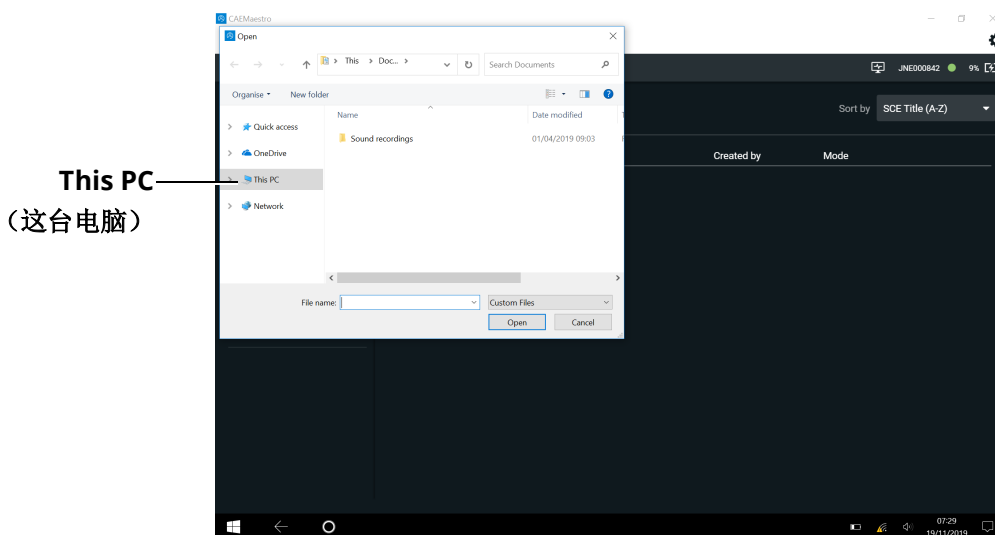 CAEMaestro
Open
This > Doc... >
Search Documents
Organise
New folder
Name
Date modified
Quick access
Sound recordings
01/04/2019 09:03
OneDrive
This PC
Network
File name:
Custom Files
Open
Cancel
This PC
（这台电脑）
JNE000842
9%
Sort by
SCE Title (A-Z)
Created by
Mode
07:29
19/11/2019